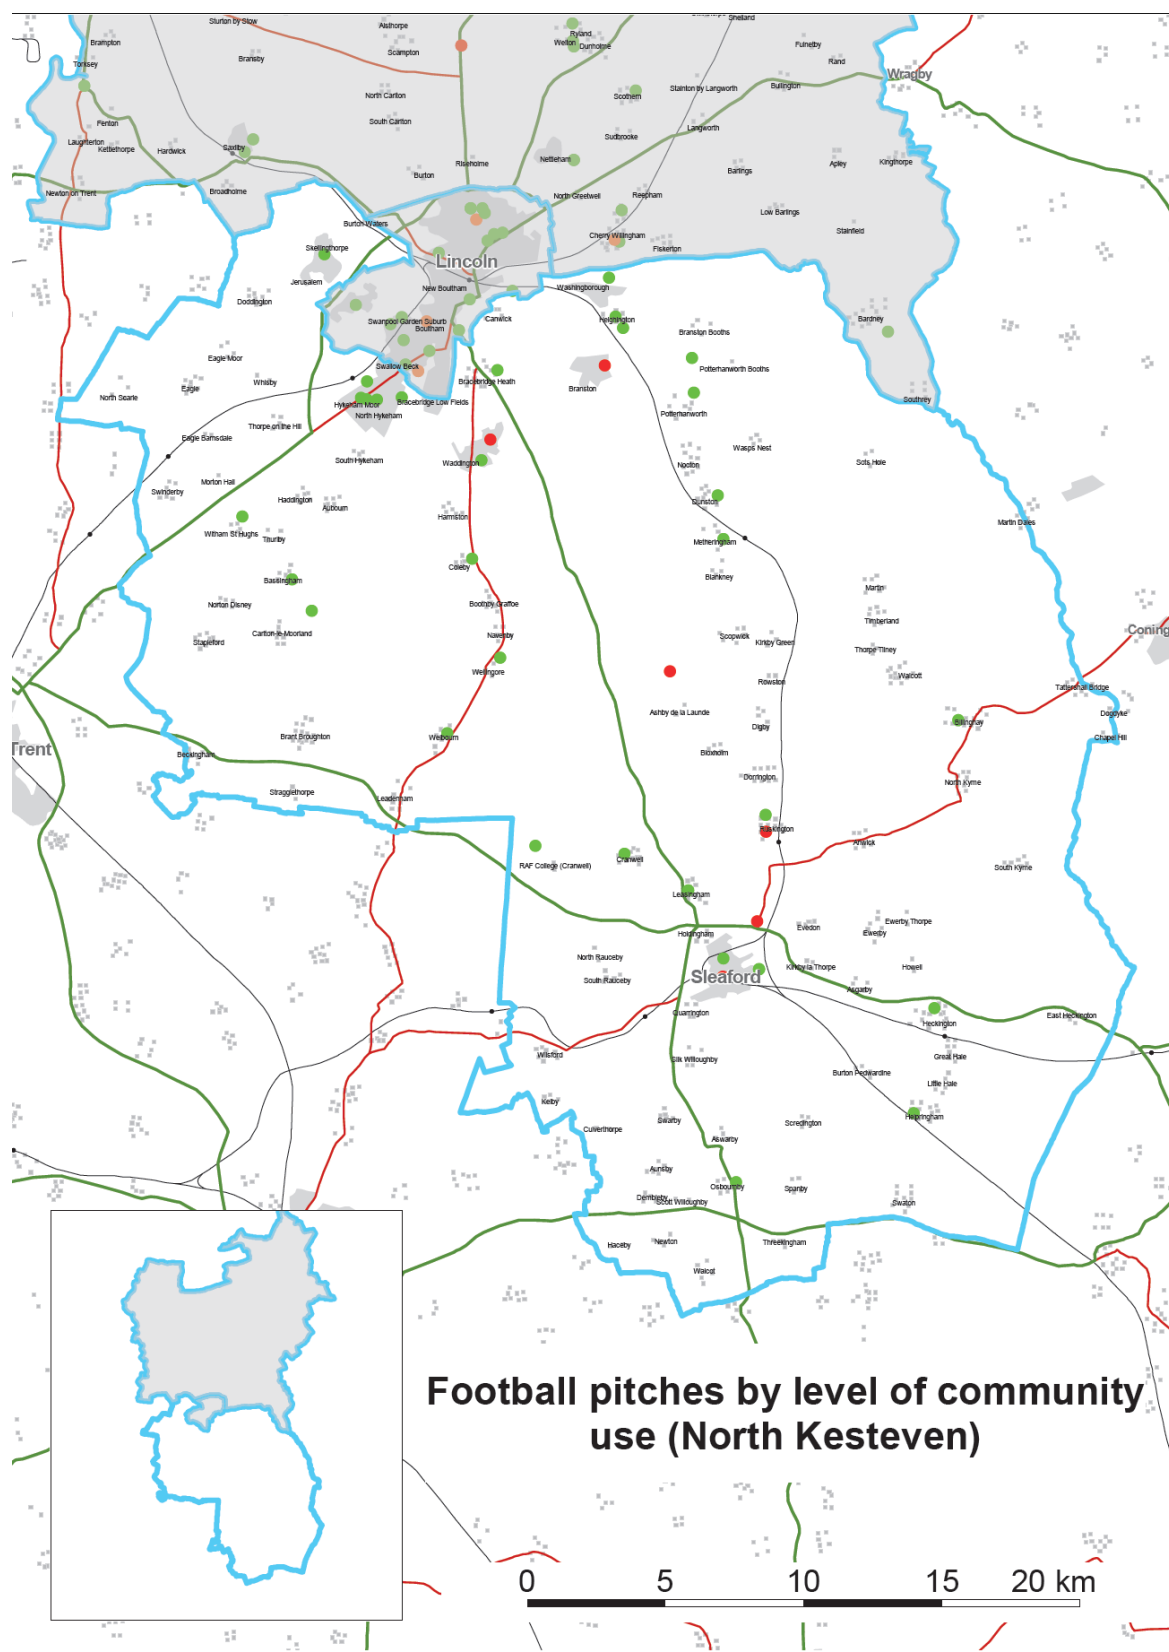 Sturton by Stow
Aisthorpe
Shelland
Ryland
Brampton
Scampton
Welton
Dunholme
Fulnetby
Bransby
Rand
Torksey
Wragby
North Carlton
Scothern
Stainton by Langworth
Bullington
Fenton
South Carlton
Langworth
Laughterton
Kettlethorpe
Hardwick
Saxilby
Sudbrooke
Nettleham
Riseholme
Barlings
Apley
Kingthorpe
Burton
Newton on Trent
Broadholme
North Greetwell
Reepham
Low Barlings
Burton Waters
Stainfield
Cherry Willingham
Fiskerton
Skellingthorpe
Lincoln
Jerusalem
New Boultham
Washingborough
Doddington
Swanpool Garden Suburb
Boultham
Canwick
Heighington
Bardney
Branston Booths
Eagle Moor
Swallow Beck
Potterhanworth Booths
Whisby
Bracebridge Heath
Branston
Eagle
North Searle
Hykeham Moor
Bracebridge Low Fields
Southrey
North Hykeham
Potterhanworth
Thorpe on the Hill
Eagle Barnsdale
Wasps Nest
South Hykeham
Waddington
Nocton
Sots Hole
Morton Hall
Swinderby
Haddington
Aubourn
Dunston
Harmston
Martin Dales
Witham St Hughs
Thurlby
Metheringham
Coleby
Bassingham
Blankney
Martin
Norton Disney
Boothby Graffoe
Timberland
Carlton-le-Moorland
Navenby
Scopwick
Kirkby Green
Coning
Stapleford
Thorpe Tilney
Wellingore
Rowston
Walcott
Tattershall Bridge
Ashby de la Launde
Dogdyke
Digby
Billinghay
Brant Broughton
Welbourn
Chapel Hill
Trent
Beckingham
Bloxholm
Dorrington
North Kyme
Stragglethorpe
Leadenham
Ruskington
Anwick
RAF College (Cranwell)
Cranwell
South Kyme
Leasingham
Holdingham
Evedon
Ewerby Thorpe
Ewerby
North Rauceby
Kirkby la Thorpe
Howell
South Rauceby
Sleaford
Asgarby
Quarrington
Heckington
East Heckington
Wilsford
Silk Willoughby
Great Hale
Burton Pedwardine
Little Hale
Kelby
Swarby
Helpringham
Culverthorpe
Scredington
Aswarby
Aunsby
Osbournby
Spanby
Dembleby
Scott Willoughby
Swaton
Haceby
Newton
Threekingham
Walcot
Football pitches by level of community
use (North Kesteven)
0 5 10 15 20 km